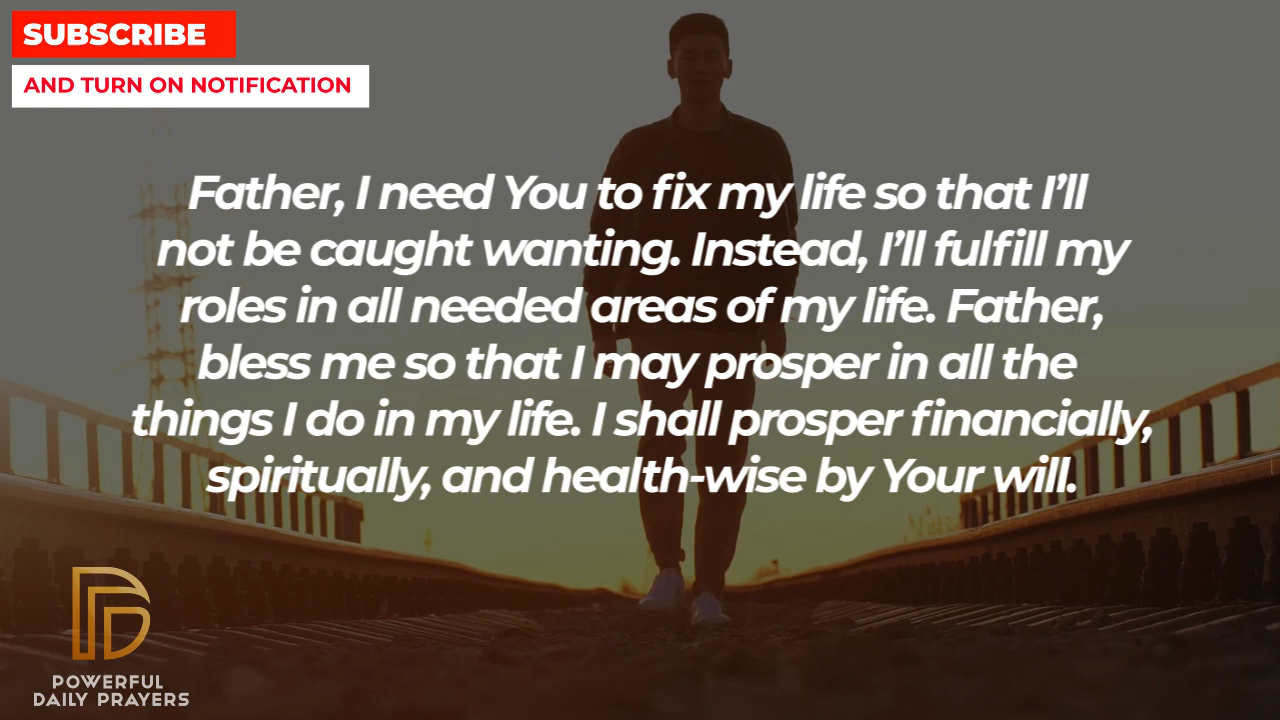 SUBSCRIBE
AND TURN ON NOTIFICATION
Father, I need You to fix my life so that I’ll
not be caught wanting. Instead, I’ll fulfill my
roles in all needed areas of my life. Father,
bless me so that I may prosper in all the
things I do in my life. I shall prosper financially,
spiritually, and health-wise by Your will.
POWERFUL
DAILY PRAYERS